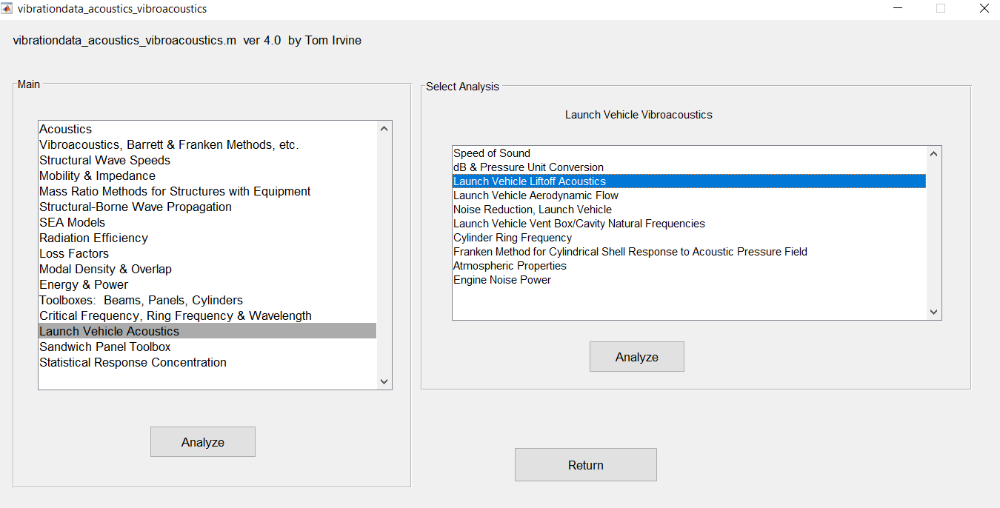 vibrationdata_acoustics_vibroacoustics
vibrationdata_acoustics_vibroacoustics.m  ver 4.0  by Tom Irvine
Main
Acoustics
Vibroacoustics, Barrett & Franken Methods, etc.
Structural Wave Speeds
Mobility & Impedance
Mass Ratio Methods for Structures with Equipment
Structural-Borne Wave Propagation
SEA Models
Radiation Efficiency
Loss Factors
Modal Density & Overlap
Energy & Power
Toolboxes:  Beams, Panels, Cylinders
Critical Frequency, Ring Frequency & Wavelength
Launch Vehicle Acoustics
Sandwich Panel Toolbox
Statistical Response Concentration
Analyze
Select Analysis
Launch Vehicle Vibroacoustics
Speed of Sound
dB & Pressure Unit Conversion
Launch Vehicle Liftoff Acoustics
Launch Vehicle Aerodynamic Flow
Noise Reduction, Launch Vehicle
Launch Vehicle Vent Box/Cavity Natural Frequencies
Cylinder Ring Frequency
Franken Method for Cylindrical Shell Response to Acoustic Pressure Field
Atmospheric Properties
Engine Noise Power
Analyze
Return